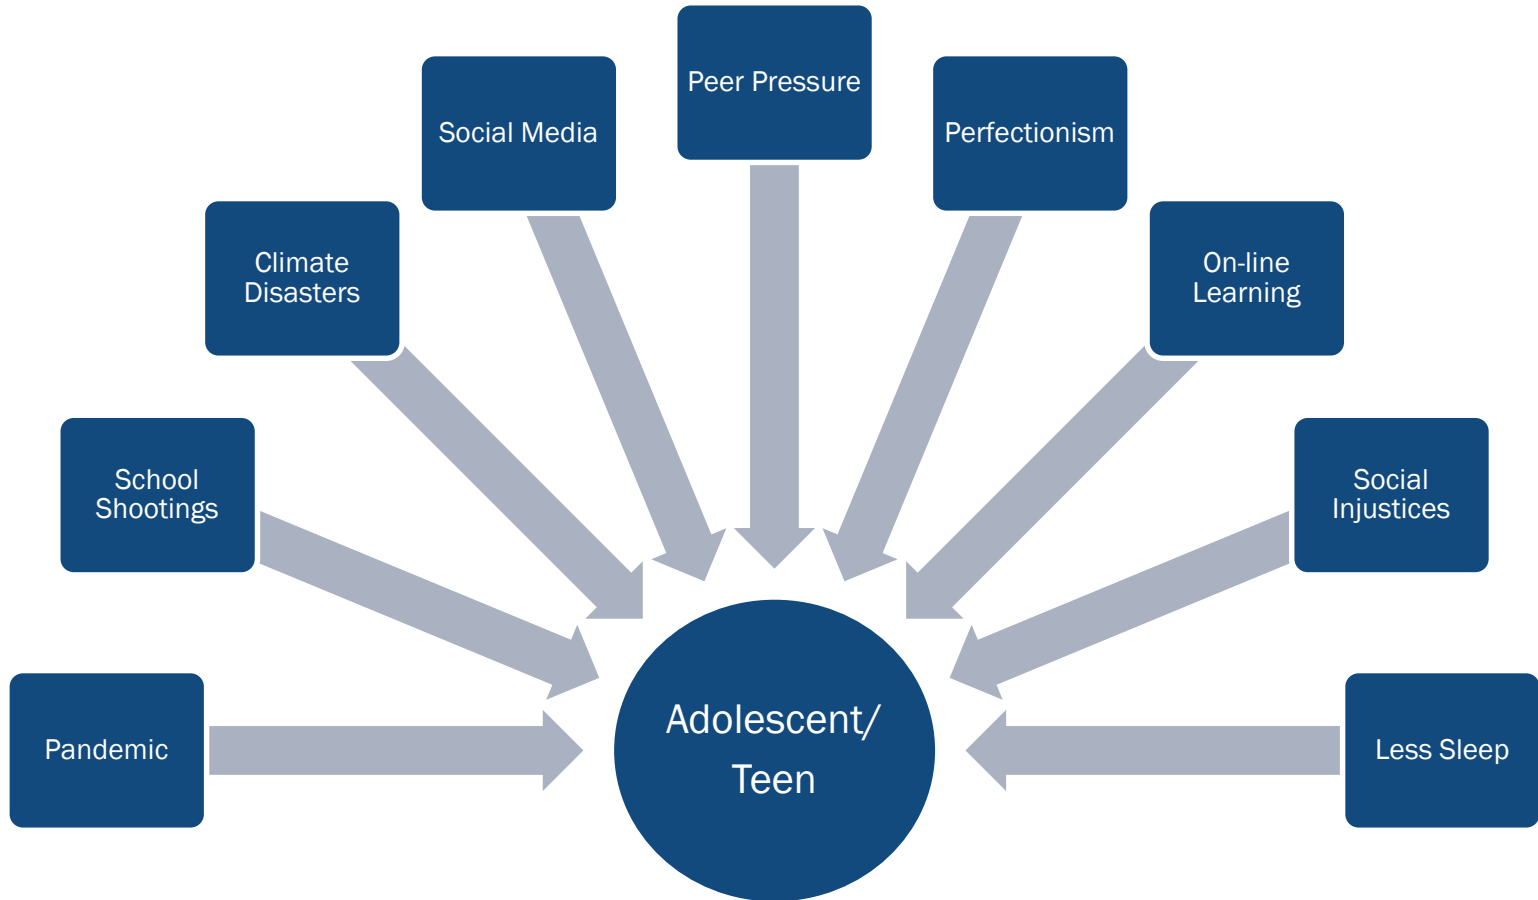 Peer Pressure
Social Media
Perfectionism
Climate
Disasters
On-line
Learning
School
Shootings
Social
Injustices
Pandemic
Adolescent/
Teen
Less Sleep